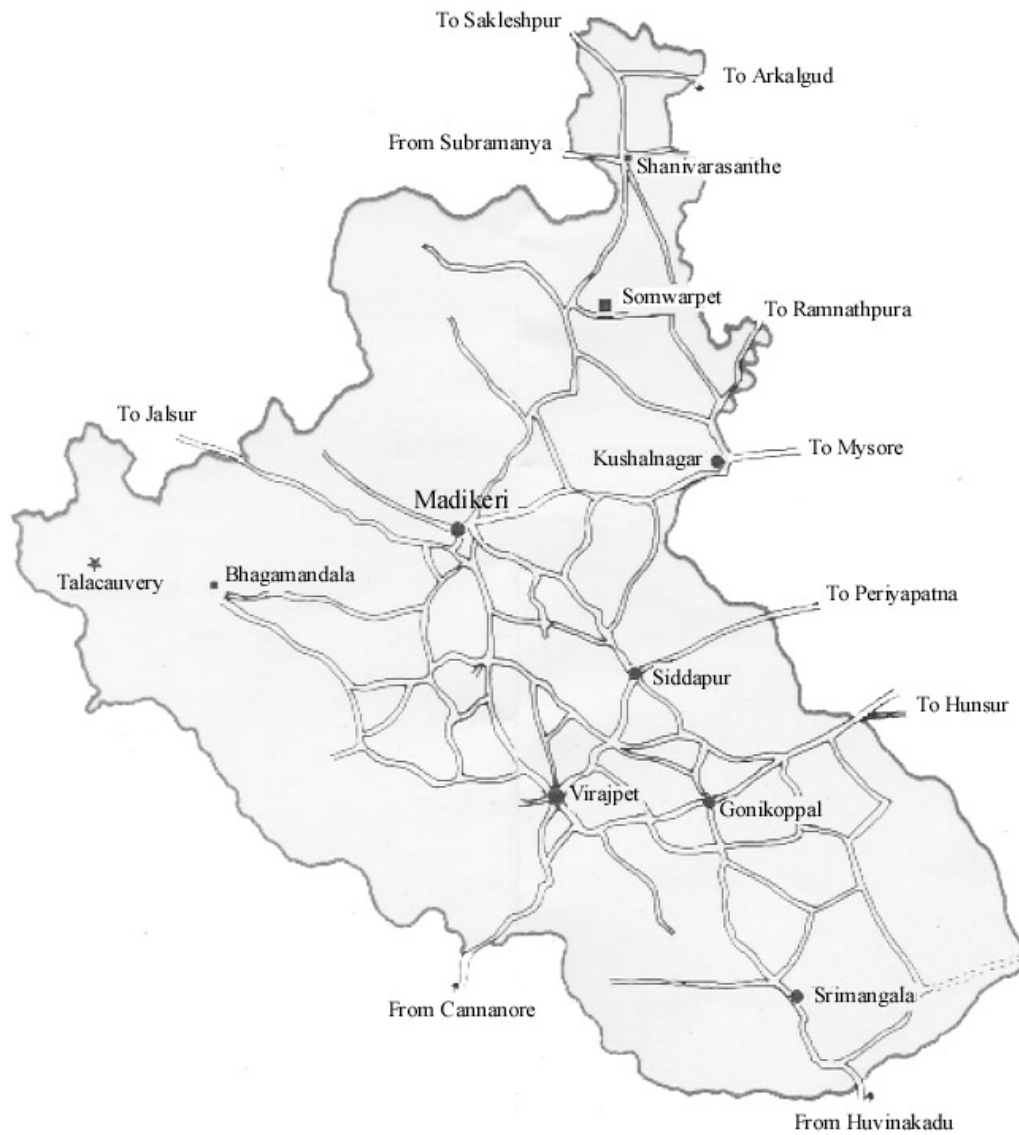 To Sakleshpur
To Arkalgud
From Subramanya
Shanivarasanthe
Somwarpet
To Ramnathpura
To Jalsur
To Mysore
Kushalnagar
Madikeri
Talacauvery
Bhagamandala
To Periyapatna
Siddapur
To Hunsur
Virajpet
Gonikoppal
Srimangala
From Cannanore
From Huvinakadu